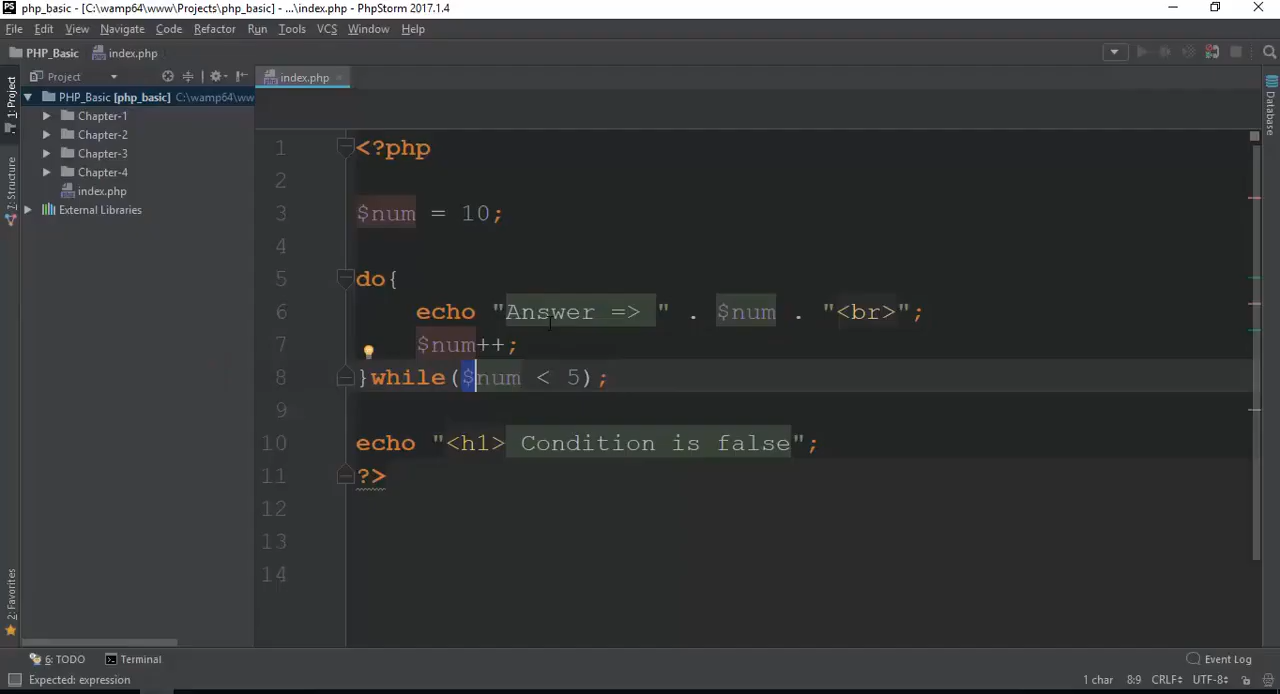 php_basic - [C:\wamp64\www\Projects\php_basic] - ...\index.php - PhpStorm 2017.1.4
File Edit View Navigate Code Refactor Run Tools VCS Window Help
PHP_Basic index.php
Project index.php
1: Project
PHP_Basic [php_basic] C:\wamp64\ww
Chapter-1
Chapter-2
Chapter-3
Chapter-4
index.php
External Libraries
7: Structure
2: Favorites
Database
1 <?php
2
3 $num = 10;
4
5 do{
6 echo "Answer => " . $num . "<br>";
7 $num++;
8 }while($num < 5);
9
10 echo "<h1> Condition is false";
11 ?>
12
13
14
6: TODO Terminal Event Log
Expected: expression 1 char 8:9 CRLF UTF-8